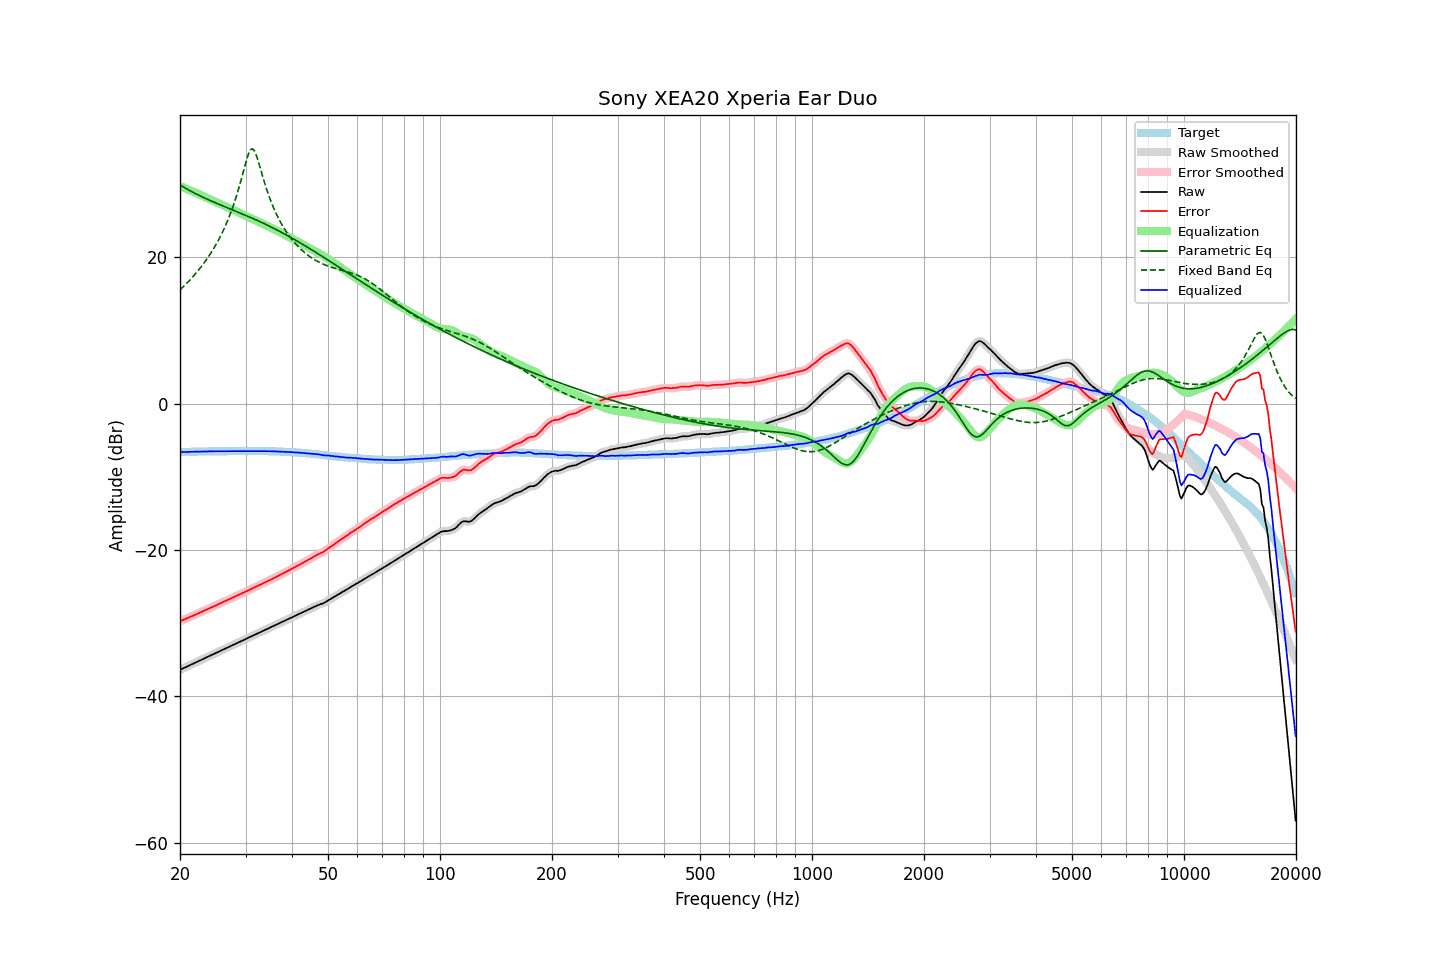 Sony XEA20 Xperia Ear Duo
Target
Raw Smoothed
Error Smoothed
Raw
Error
Equalization
Parametric Eq
Fixed Band Eq
Equalized
20
0
−20
−40
−60
Amplitude (dBr)
20 50 100 200 500 1000 2000 5000 10000 20000
Frequency (Hz)